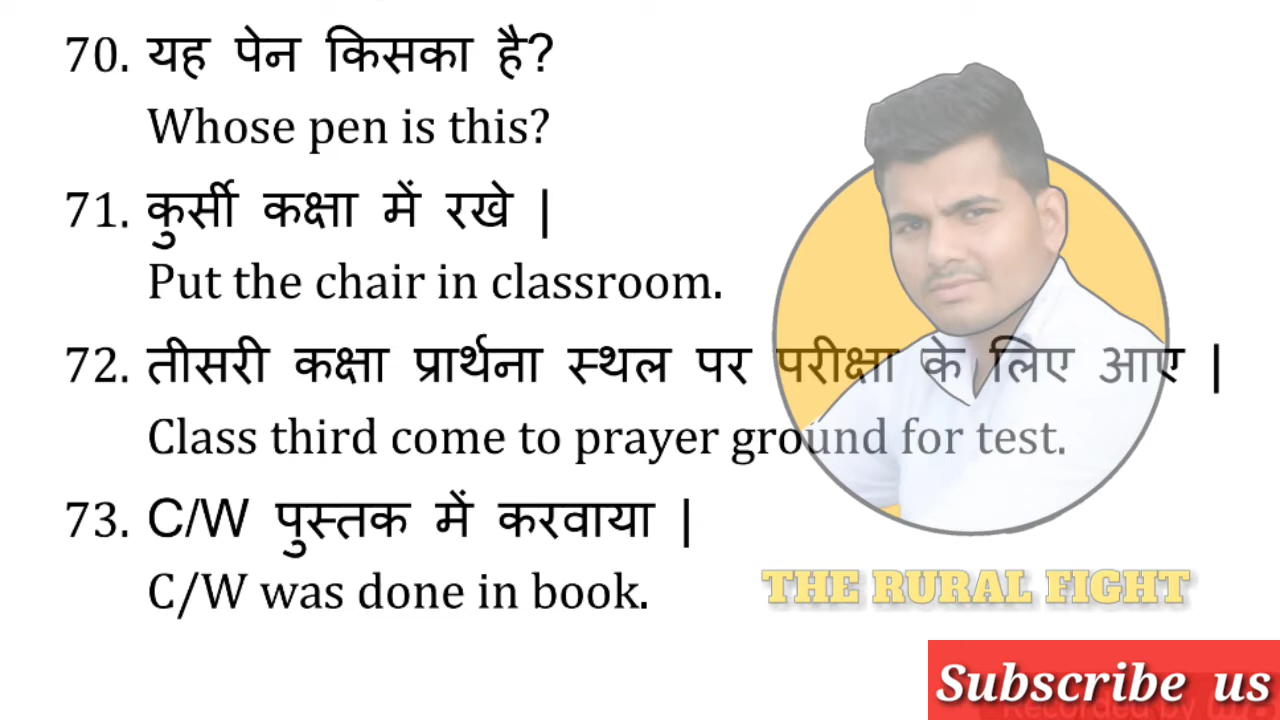 70. यह पेन किसका है?
Whose pen is this?
71. कुर्सी कक्षा में रखे |
Put the chair in classroom.
72. तीसरी कक्षा प्रार्थना स्थल पर परीक्षा के लिए आए |
Class third come to prayer ground for test.
73. C/W पुस्तक में करवाया |
C/W was done in book.
THE RURAL FIGHT
Subscribe us
Recorded by